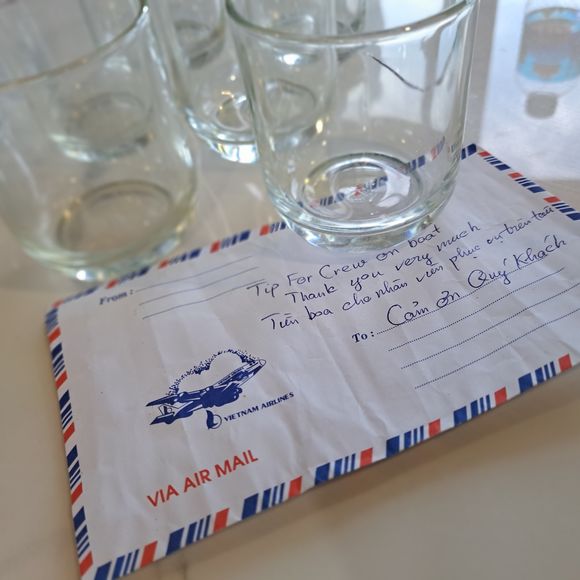 From:
Tip For Crew on boat
Thank you very much
Tiền boa cho nhân viên phục vụ trên tàu
To: Cảm ơn Quý Khách
VIETNAM AIRLINES
VIA AIR MAIL